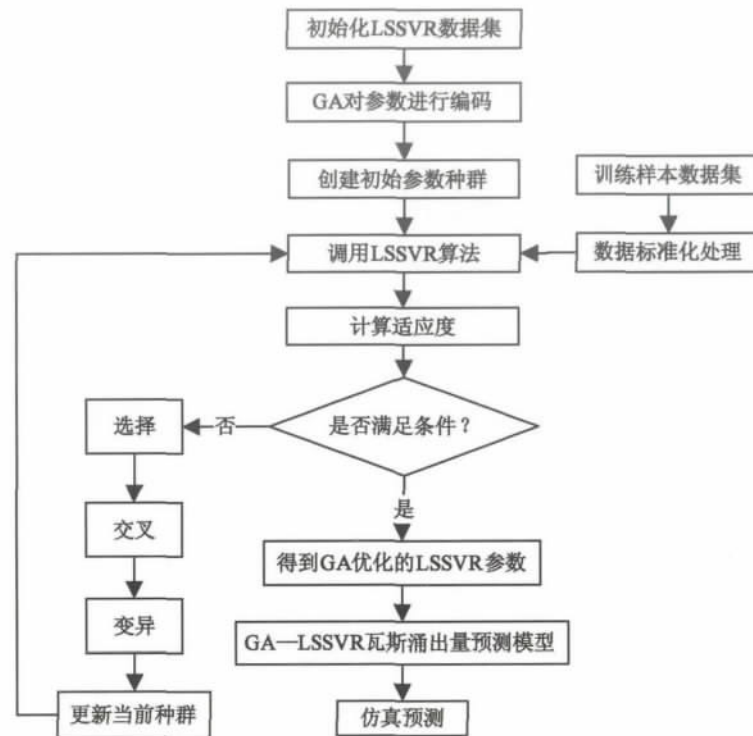 初始化LSSVR数据集
GA对参数进行编码
创建初始参数种群
训练样本数据集
调用LSSVR算法
数据标准化处理
计算适应度
是否满足条件？
否
选择
是
交叉
得到GA优化的LSSVR参数
变异
GA—LSSVR瓦斯涌出量预测模型
更新当前种群
仿真预测